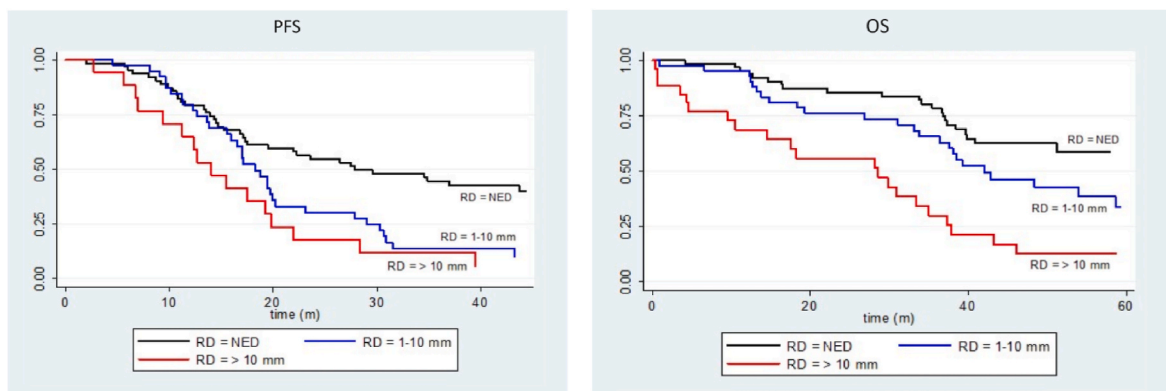 PFS
1.00
0.75
0.50
0.25
0.00
RD = NED
RD = 1-10 mm
RD = > 10 mm
0 10 20 30 40
time (m)
RD = NED RD = 1-10 mm
RD = > 10 mm
OS
1.00
0.75
0.50
0.25
0.00
RD = NED
RD = 1-10 mm
RD = > 10 mm
0 20 40 60
time (m)
RD = NED RD = 1-10 mm
RD = > 10 mm